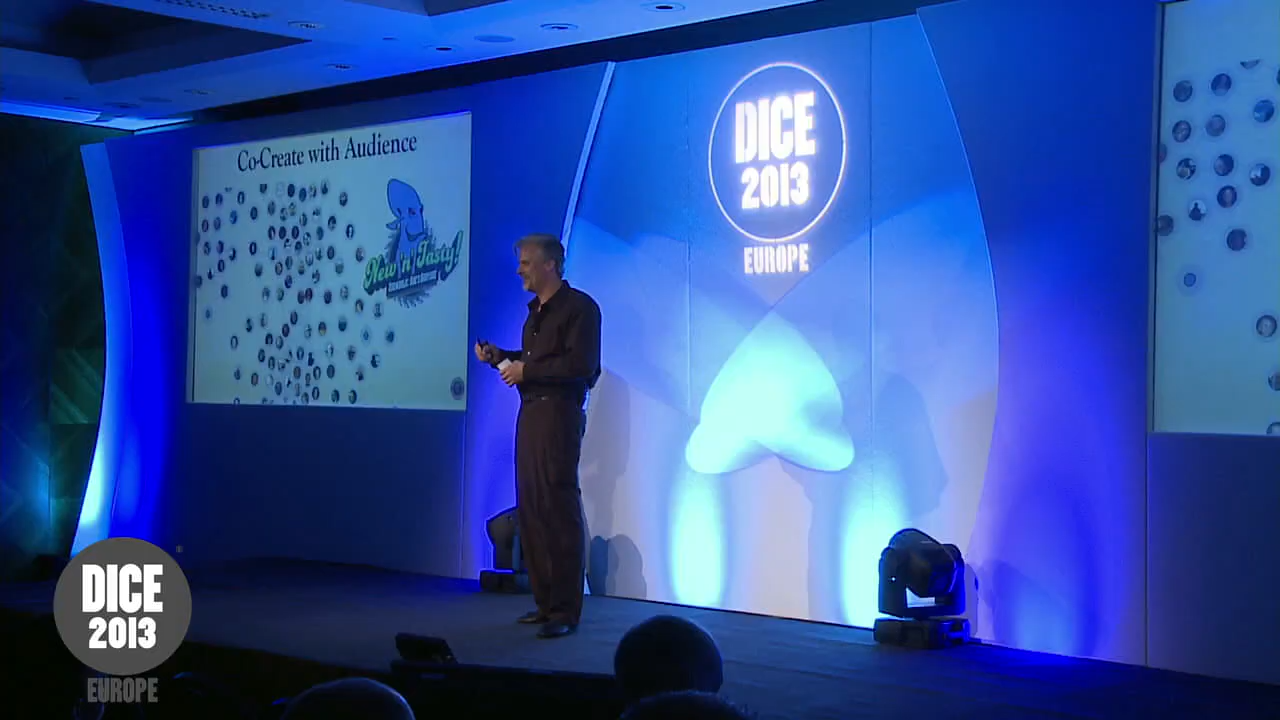 Co-Create with Audience
New 'n' Tasty!
DICE
2013
EUROPE
DICE
2013
EUROPE